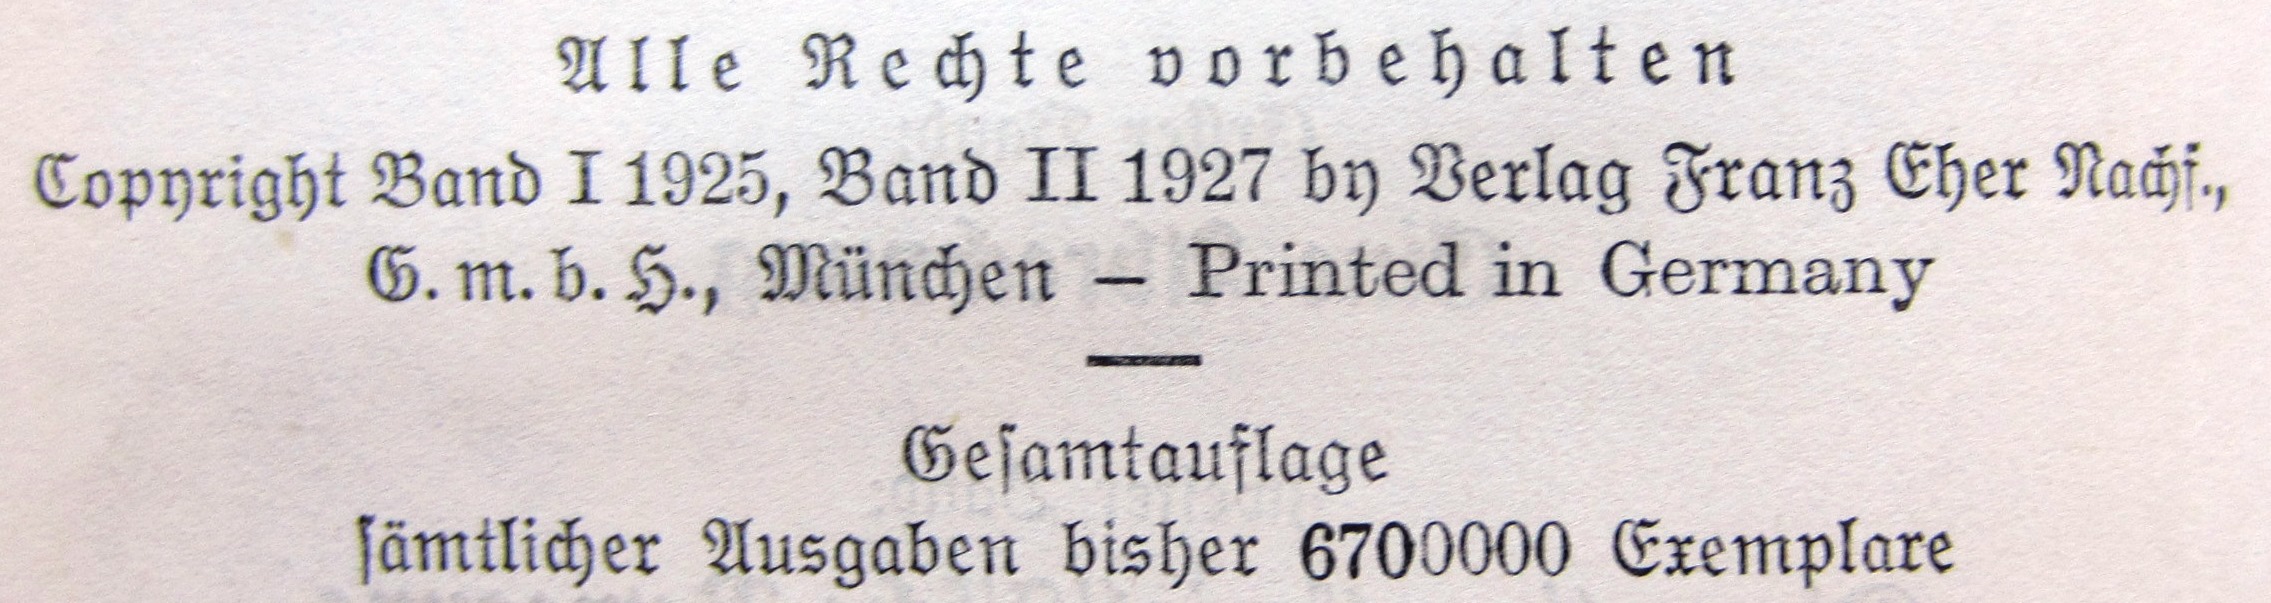 Alle Rechte vorbehalten
Copyright Band I 1925, Band II 1927 by Verlag Franz Eher Nachf.,
G. m. b. H., München – Printed in Germany
Gesamtauflage
sämtlicher Ausgaben bisher 6700000 Exemplare